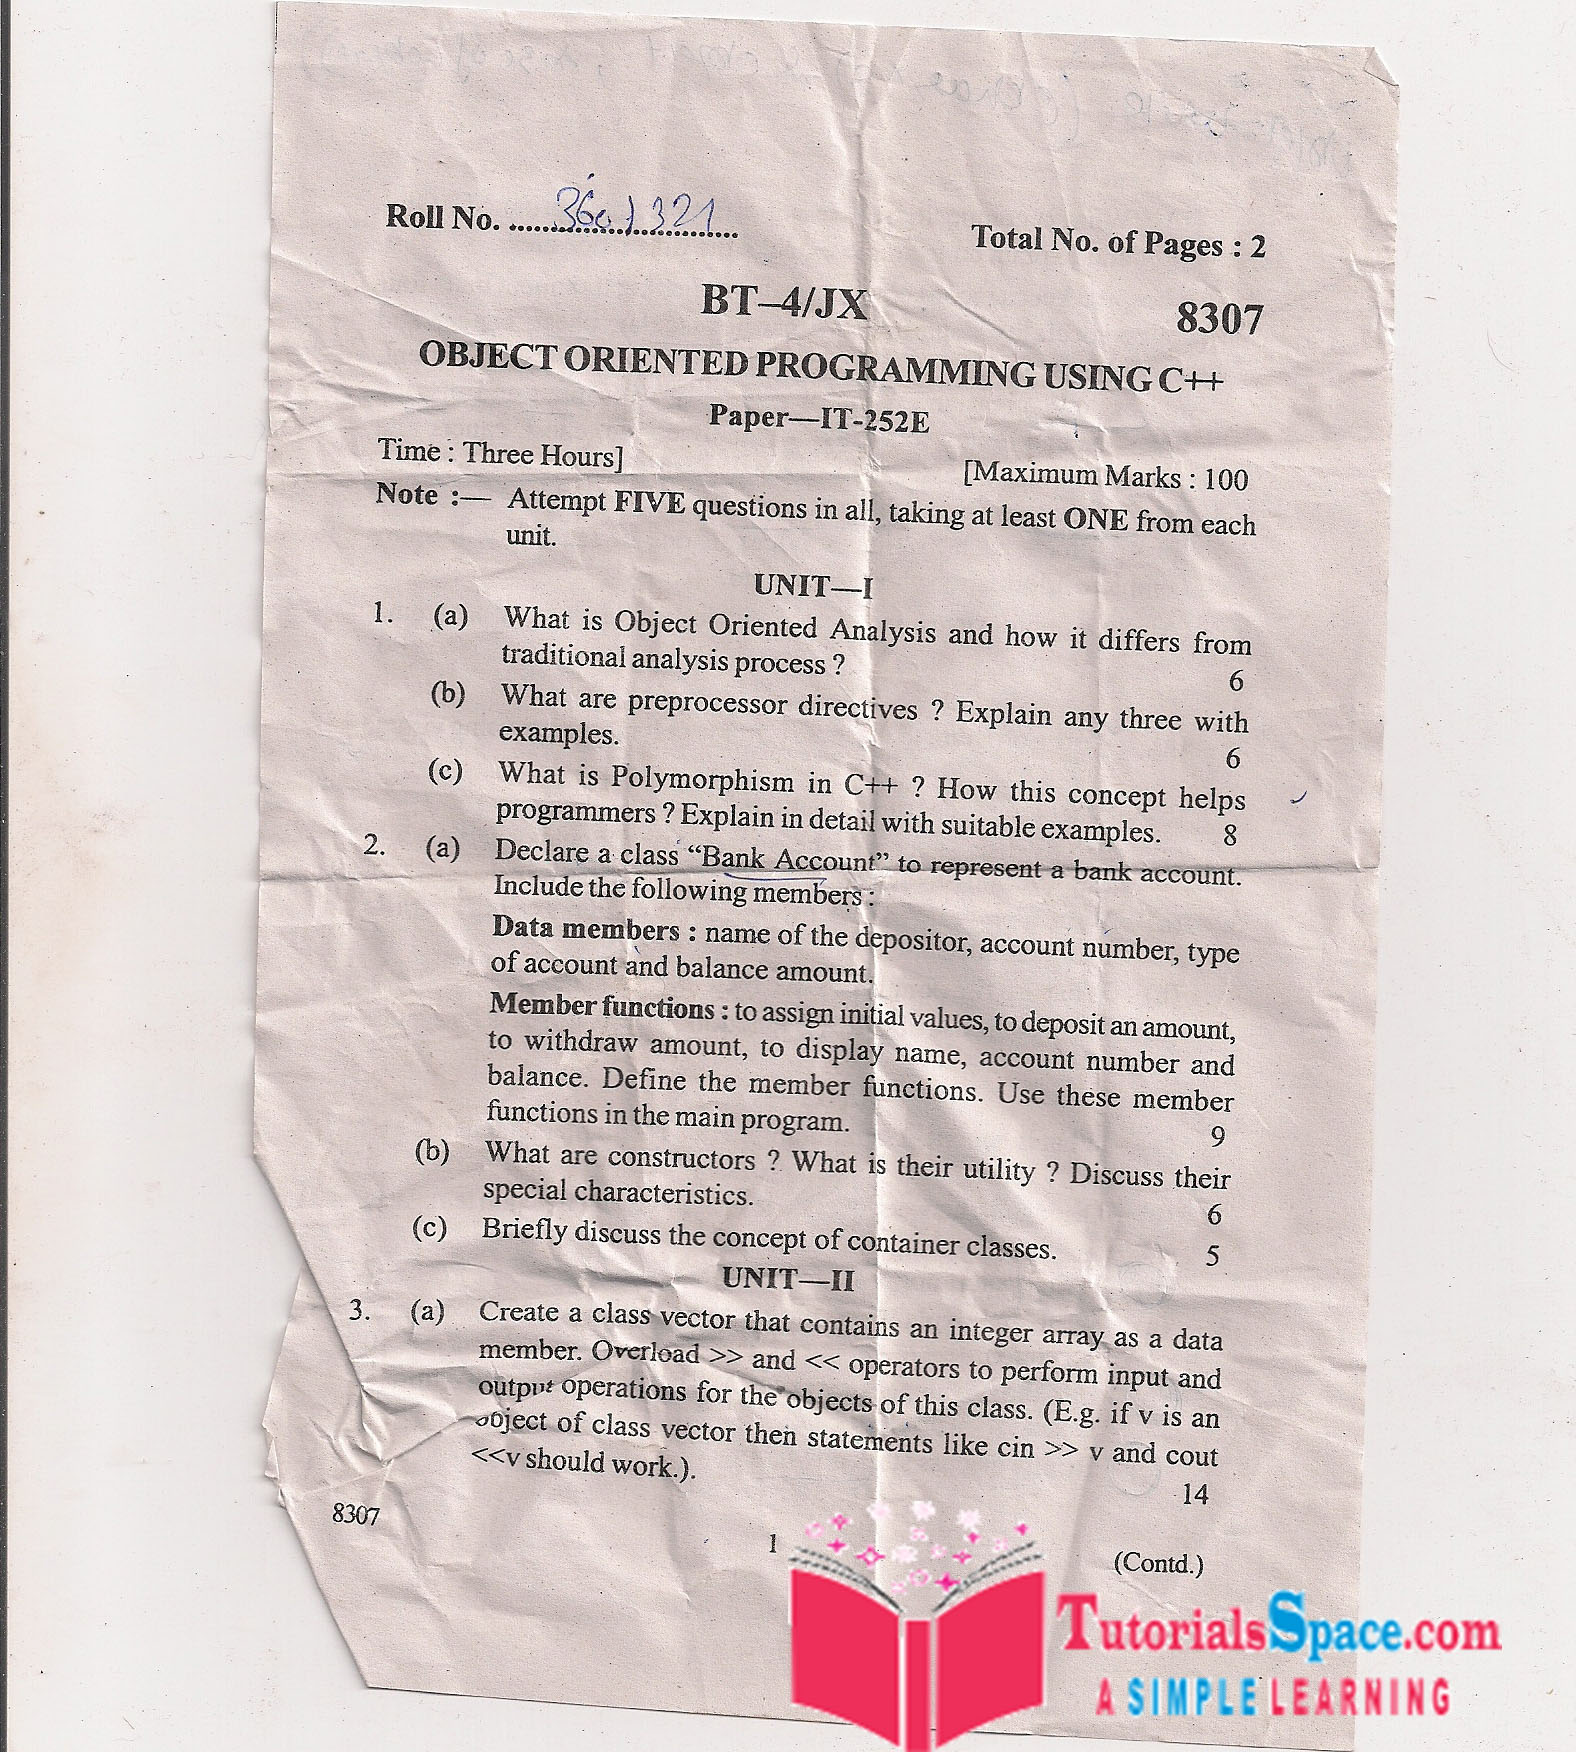 Roll No. ............................
Total No. of Pages : 2
BT–4/JX
8307
OBJECT ORIENTED PROGRAMMING USING C++
Paper—IT-252E
Time : Three Hours]
[Maximum Marks : 100
Note :— Attempt FIVE questions in all, taking at least ONE from each
unit.
UNIT—I
1. (a) What is Object Oriented Analysis and how it differs from
traditional analysis process ? 6
(b) What are preprocessor directives ? Explain any three with
examples. 6
(c) What is Polymorphism in C++ ? How this concept helps
programmers ? Explain in detail with suitable examples. 8
2. (a) Declare a class “Bank Account” to represent a bank account.
Include the following members :
Data members : name of the depositor, account number, type
of account and balance amount.
Member functions : to assign initial values, to deposit an amount,
to withdraw amount, to display name, account number and
balance. Define the member functions. Use these member
functions in the main program. 9
(b) What are constructors ? What is their utility ? Discuss their
special characteristics. 6
(c) Briefly discuss the concept of container classes. 5
UNIT—II
3. (a) Create a class vector that contains an integer array as a data
member. Overload >> and << operators to perform input and
output operations for the objects of this class. (E.g. if v is an
object of class vector then statements like cin >> v and cout
<<v should work.). 14
8307
1
(Contd.)
TutorialsSpace.com
A SIMPLE LEARNING